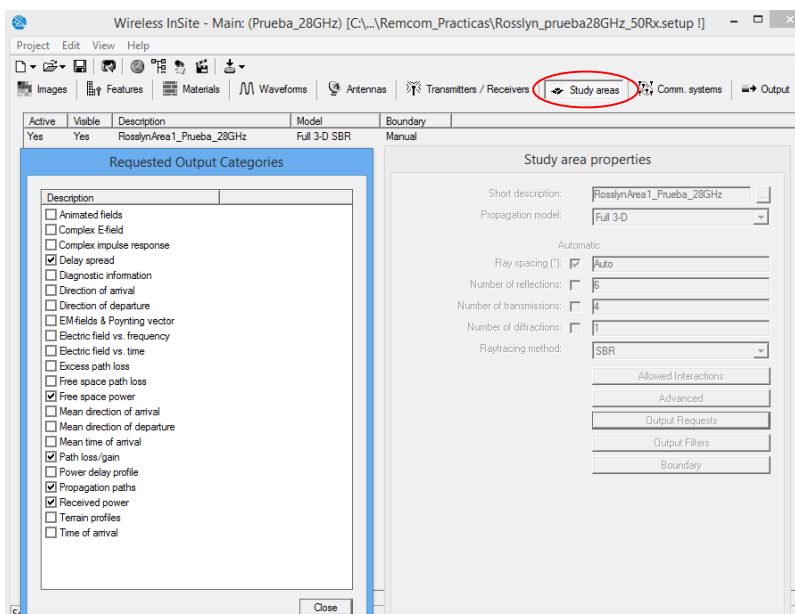 Wireless InSite - Main: (Prueba_28GHz) [C:\...\Remcom_Practicas\Rosslyn_prueba28GHz_50Rx.setup !]
Project Edit View Help
Images Features Materials Waveforms Antennas Transmitters / Receivers Study areas Comm. systems Output
Active Visible Description Model Boundary
Yes Yes RosslynArea1_Prueba_28GHz Full 3-D SBR Manual
Requested Output Categories
Description
Animated fields
Complex E-field
Complex impulse response
Delay spread
Diagnostic information
Direction of arrival
Direction of departure
EM-fields & Poynting vector
Electric field vs. frequency
Electric field vs. time
Excess path loss
Free space path loss
Free space power
Mean direction of arrival
Mean direction of departure
Mean time of arrival
Path loss/gain
Power delay profile
Propagation paths
Received power
Terrain profiles
Time of arrival
Close
Study area properties
Short description: RosslynArea1_Prueba_28GHz ...
Propagation model: Full 3-D
Automatic
Ray spacing (°): Auto
Number of reflections: 6
Number of transmissions: 4
Number of diffractions: 1
Raytracing method: SBR
Allowed Interactions
Advanced
Output Requests
Output Filters
Boundary